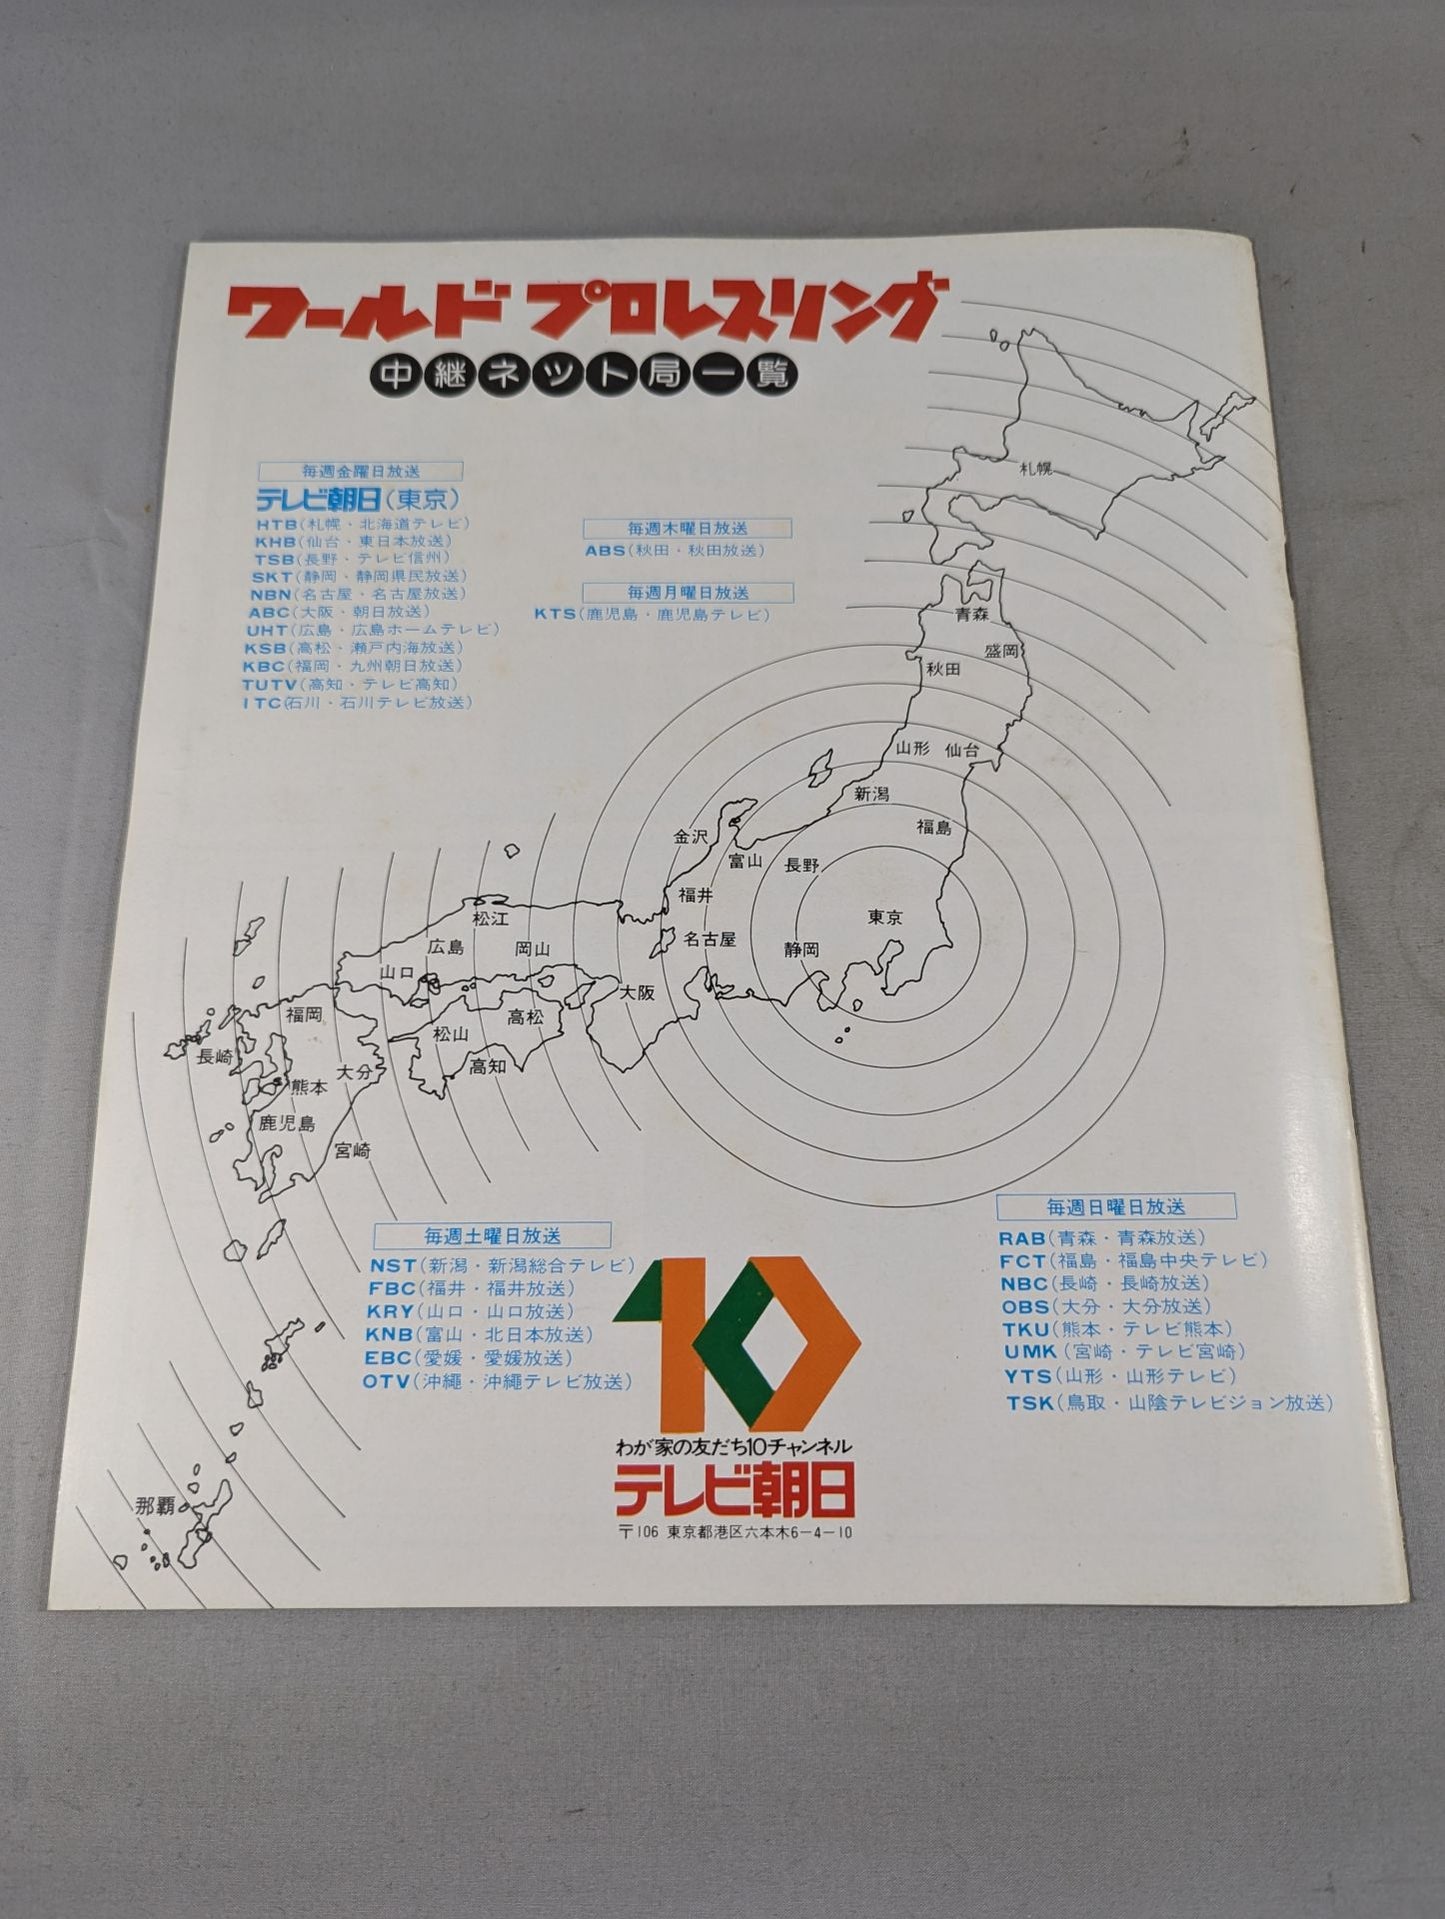 ワールドプロレスリング
中継ネット局一覧
毎週金曜日放送
テレビ朝日(東京)
HTB(札幌・北海道テレビ)
KHB(仙台・東日本放送)
TSB(長野・テレビ信州)
SKT(静岡・静岡県民放送)
NBN(名古屋・名古屋放送)
ABC(大阪・朝日放送)
UHT(広島・広島ホームテレビ)
KSB(高松・瀬戸内海放送)
KBC(福岡・九州朝日放送)
TUTV(高知・テレビ高知)
ITC(石川・石川テレビ放送)
毎週木曜日放送
ABS(秋田・秋田放送)
毎週月曜日放送
KTS(鹿児島・鹿児島テレビ)
札幌
青森
盛岡
秋田
山形 仙台
新潟
福島
金沢
富山
長野
福井
東京
名古屋
静岡
松江
広島
岡山
山口
大阪
福岡
高松
松山
長崎
大分
高知
熊本
鹿児島
宮崎
那覇
毎週土曜日放送
NST(新潟・新潟総合テレビ)
FBC(福井・福井放送)
KRY(山口・山口放送)
KNB(富山・北日本放送)
EBC(愛媛・愛媛放送)
OTV(沖縄・沖縄テレビ放送)
毎週日曜日放送
RAB(青森・青森放送)
FCT(福島・福島中央テレビ)
NBC(長崎・長崎放送)
OBS(大分・大分放送)
TKU(熊本・テレビ熊本)
UMK(宮崎・テレビ宮崎)
YTS(山形・山形テレビ)
TSK(鳥取・山陰テレビジョン放送)
10
わが家の友だち10チャンネル
テレビ朝日
〒106 東京都港区六本木6-4-10